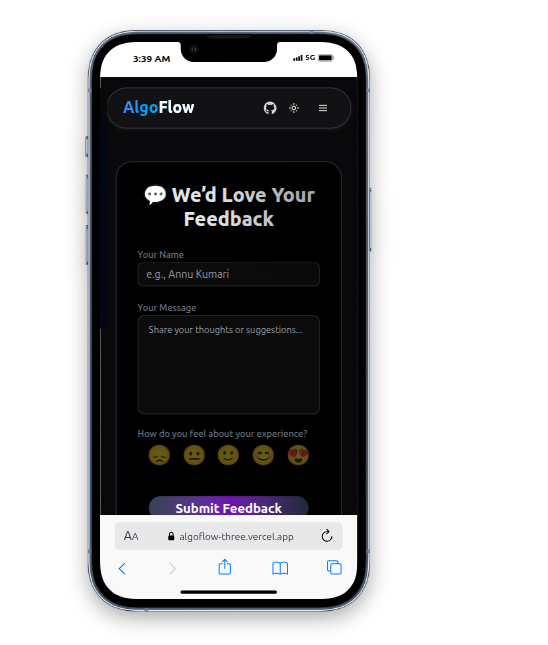 3:39 AM
5G
AlgoFlow
We'd Love Your
Feedback
Your Name
e.g., Annu Kumari
Your Message
Share your thoughts or suggestions...
How do you feel about your experience?
Submit Feedback
AA
algoflow-three.vercel.app